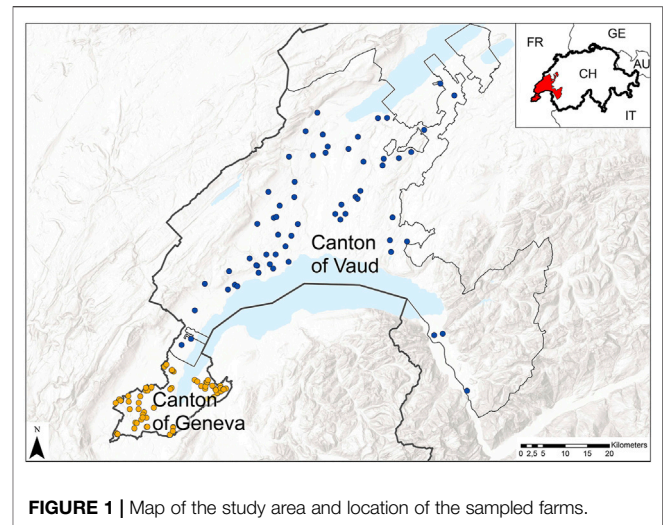 FR
GE
AU
CH
IT
Canton
of Vaud
Canton
of Geneva
N
Kilometers
0 2,5 5 10 15 20
FIGURE 1 | Map of the study area and location of the sampled farms.